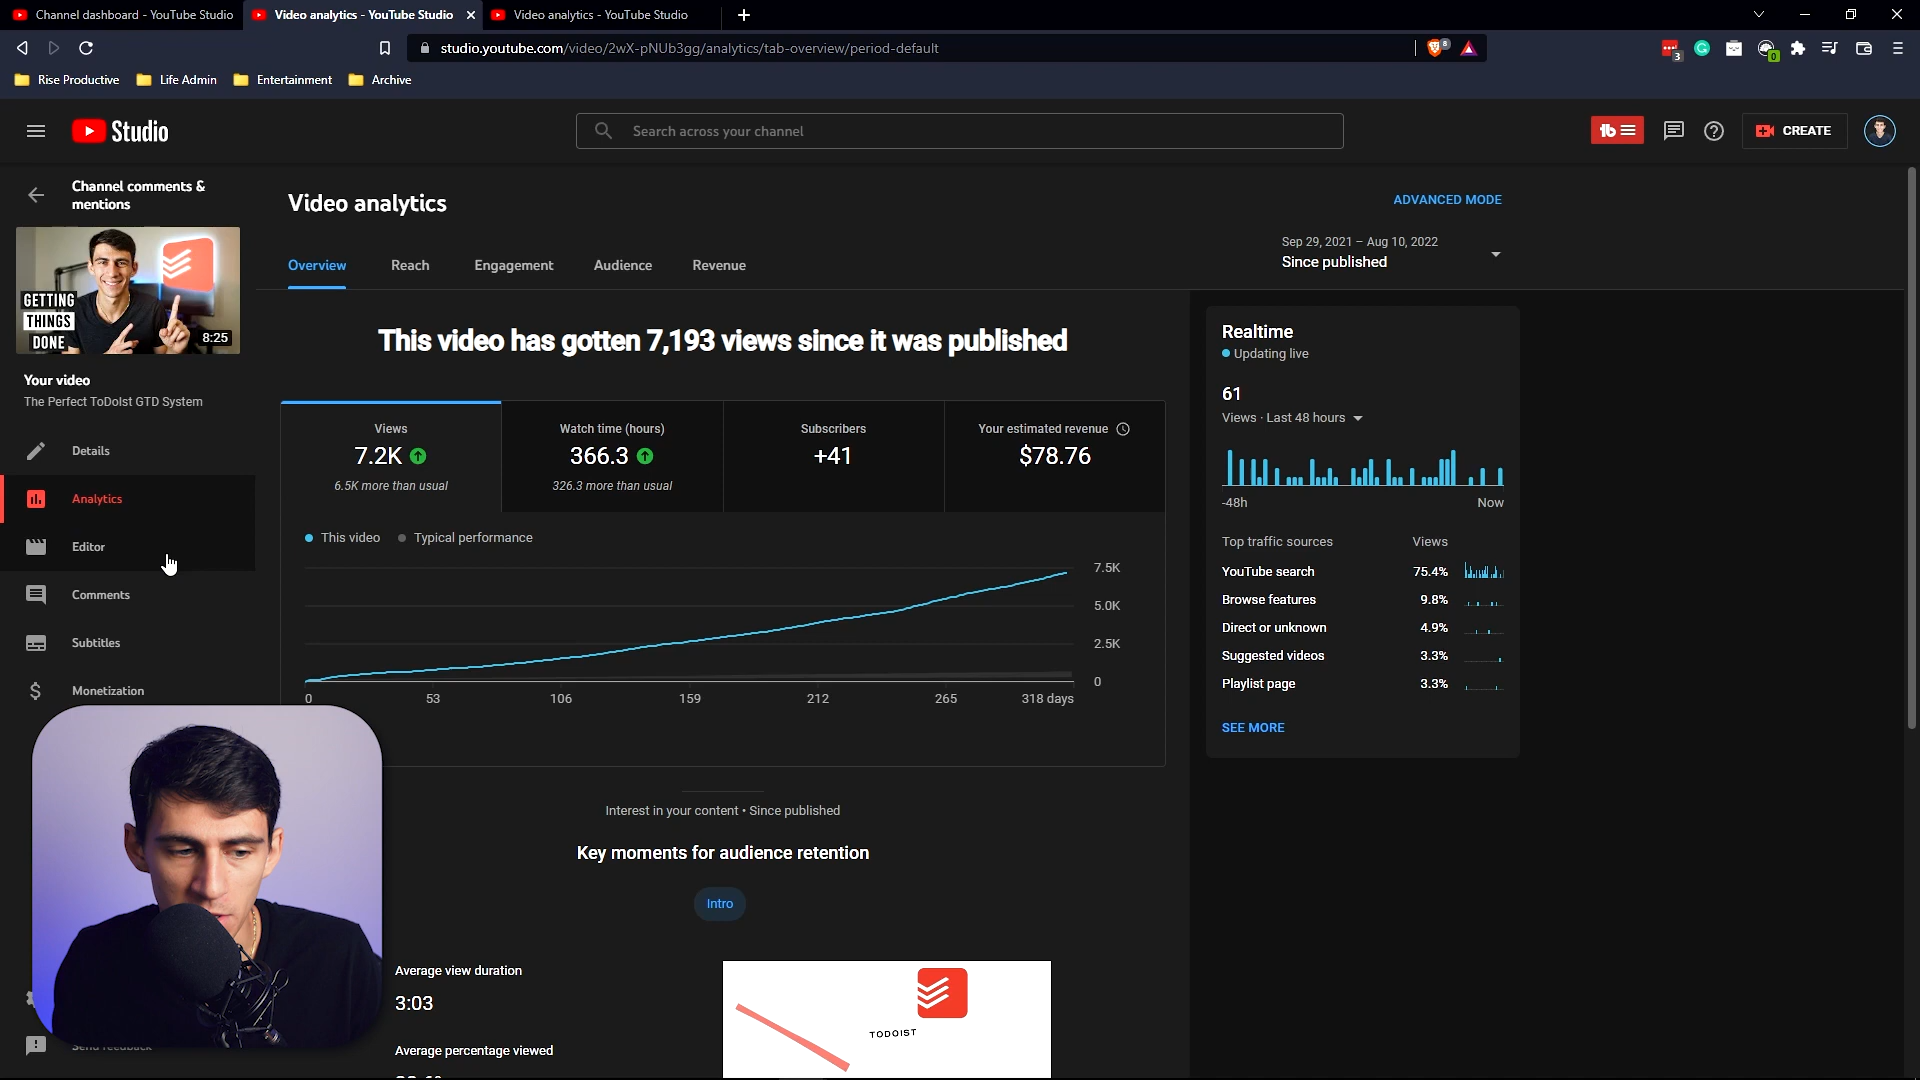 Channel dashboard - YouTube Studio
Video analytics - YouTube Studio
Video analytics - YouTube Studio
studio.youtube.com/video/2wX-pNUb3gg/analytics/tab-overview/period-default
8
3
0
Rise Productive
Life Admin
Entertainment
Archive
Studio
Search across your channel
CREATE
Channel comments &
mentions
GETTING
THINGS
DONE
8:25
Your video
The Perfect ToDoIst GTD System
Details
Analytics
Editor
Comments
Subtitles
Monetization
Send feedback
Video analytics
ADVANCED MODE
Sep 29, 2021 – Aug 10, 2022
Since published
Overview
Reach
Engagement
Audience
Revenue
This video has gotten 7,193 views since it was published
Views
7.2K
6.5K more than usual
Watch time (hours)
366.3
326.3 more than usual
Subscribers
+41
Your estimated revenue
$78.76
This video
Typical performance
7.5K
5.0K
2.5K
0
0
53
106
159
212
265
318 days
Interest in your content • Since published
Key moments for audience retention
Intro
Average view duration
3:03
Average percentage viewed
TODOIST
Realtime
Updating live
61
Views · Last 48 hours
-48h
Now
Top traffic sources
Views
YouTube search
75.4%
Browse features
9.8%
Direct or unknown
4.9%
Suggested videos
3.3%
Playlist page
3.3%
SEE MORE